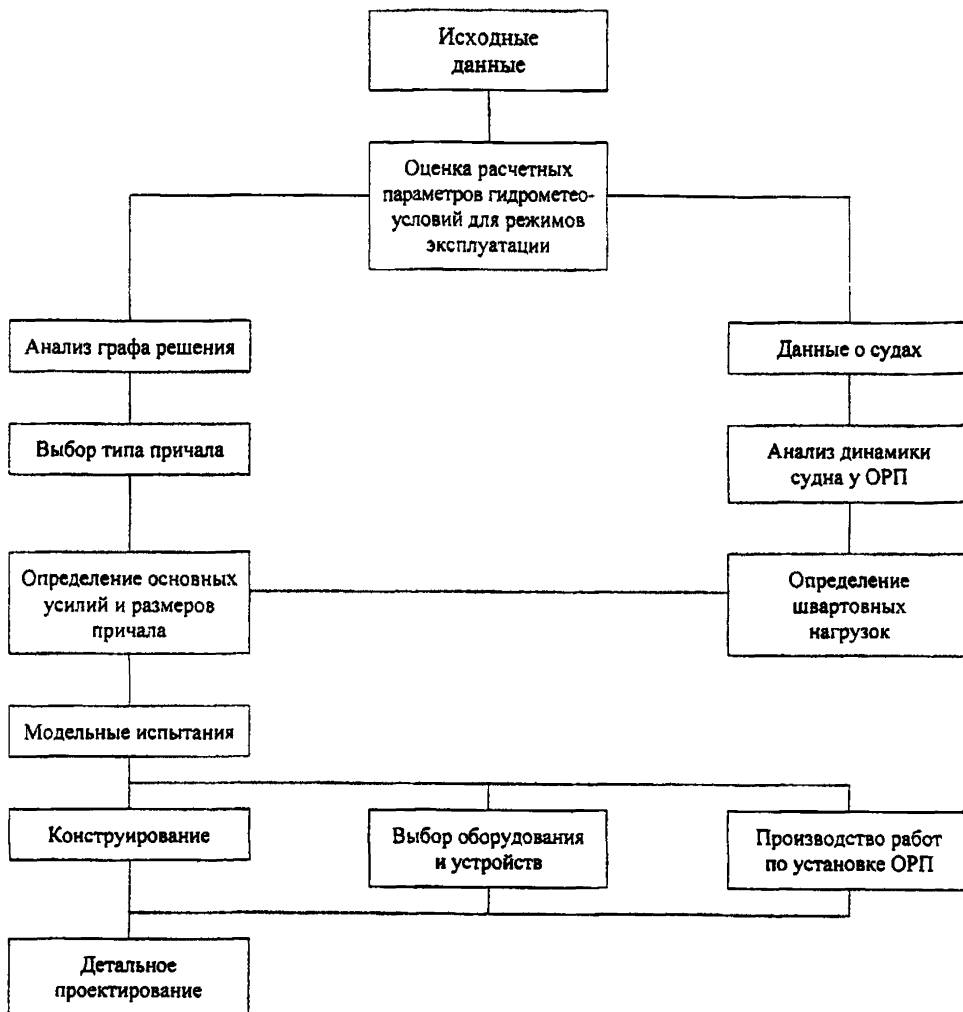 Исходные
данные
Оценка расчетных
параметров гидрометео-
условий для режимов
эксплуатации
Анализ графа решения
Данные о судах
Выбор типа причала
Анализ динамики
судна у ОРП
Определение основных
усилий и размеров
причала
Определение
швартовных
нагрузок
Модельные испытания
Конструирование
Выбор оборудования
и устройств
Производство работ
по установке ОРП
Детальное
проектирование